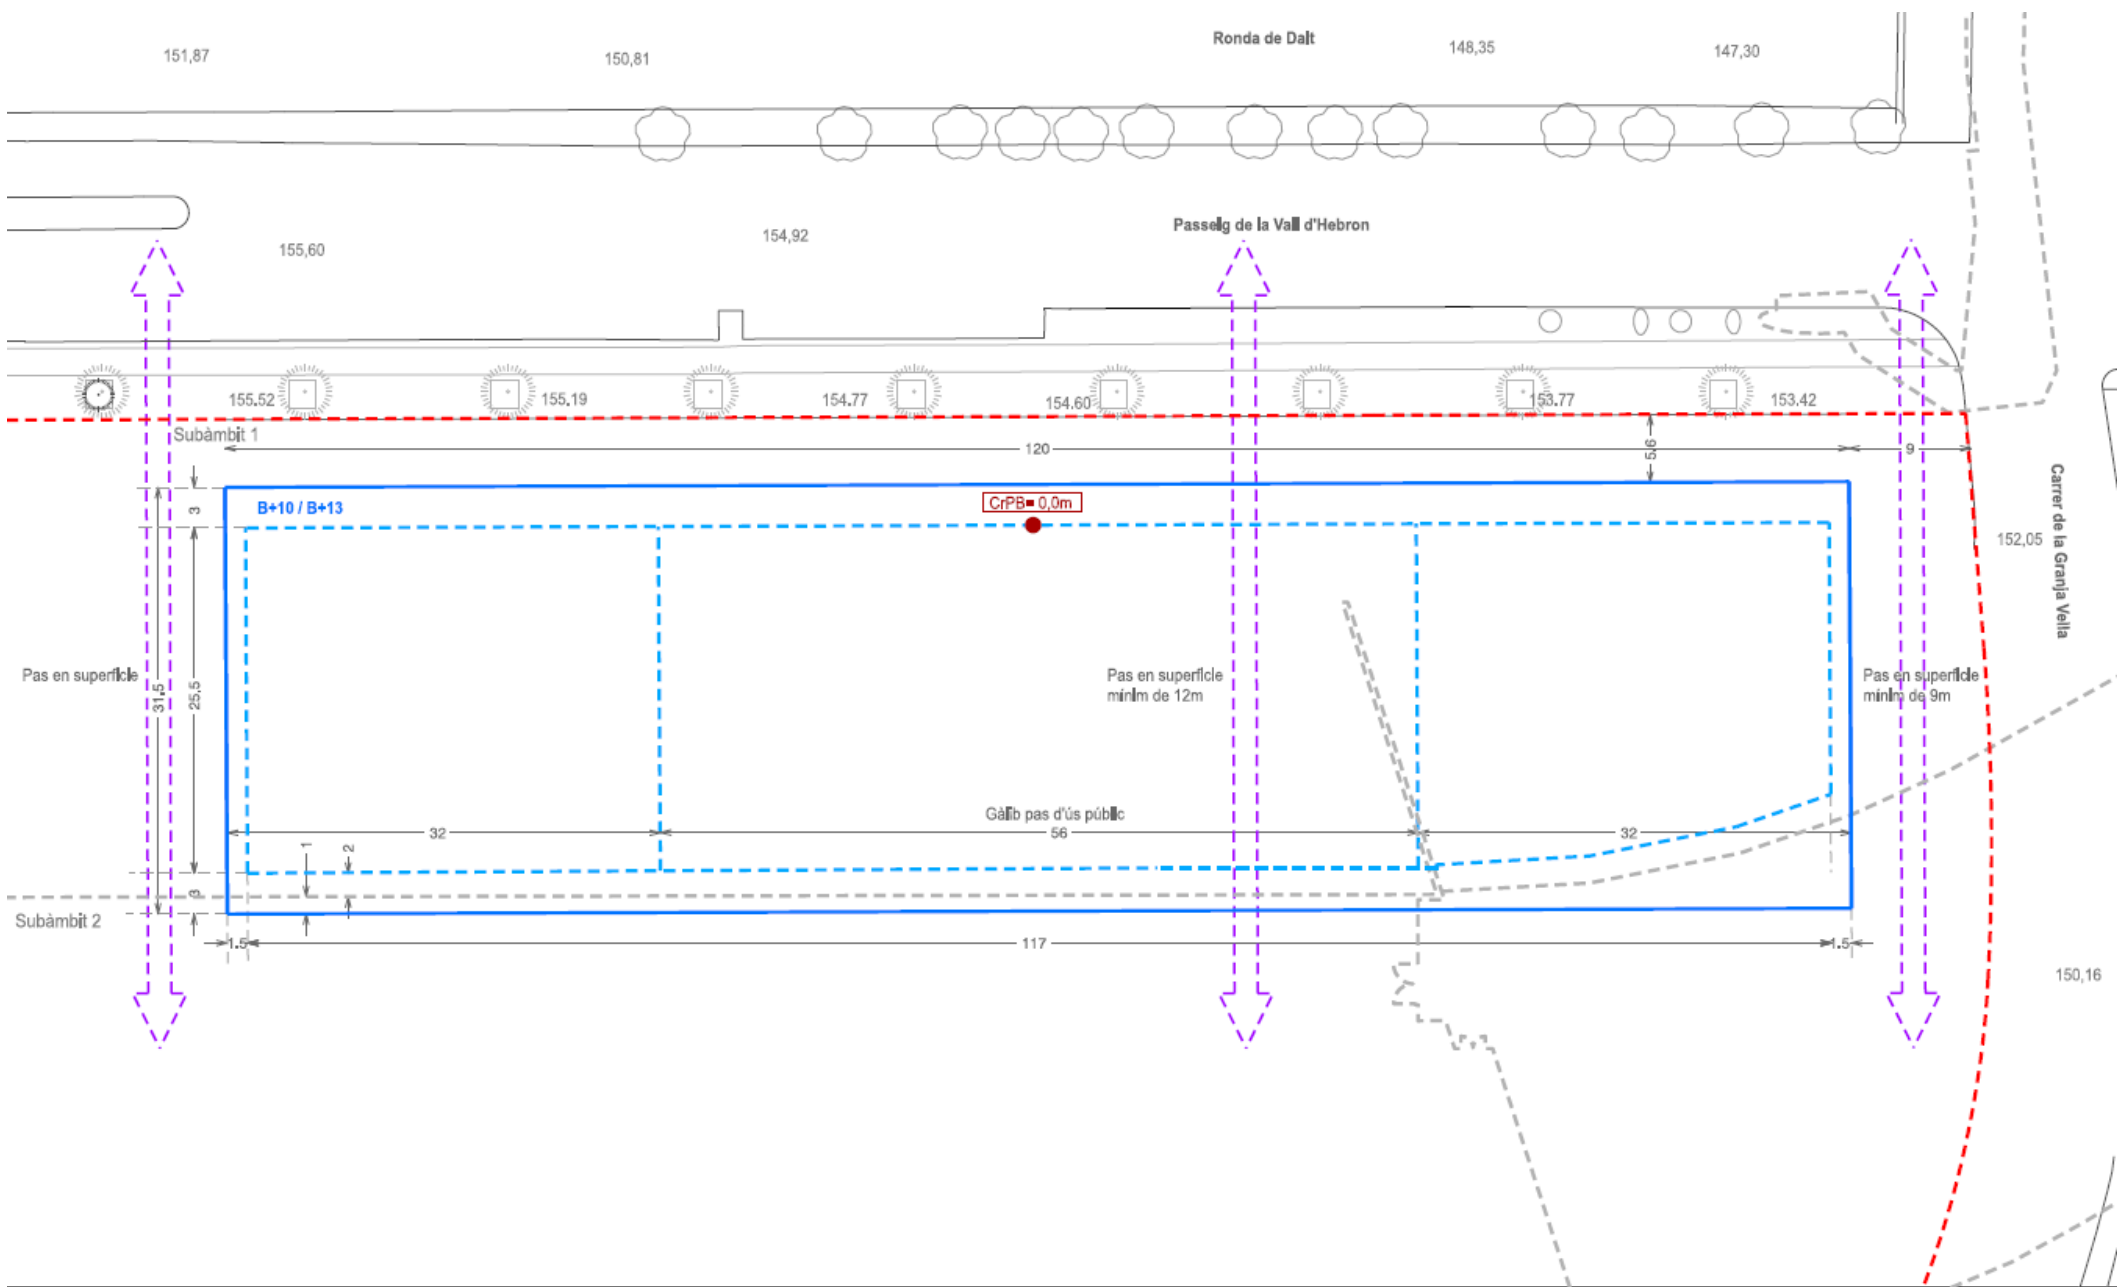 Ronda de Dalt
151,87
150,81
148,35
147,30
Passeig de la Vall d'Hebron
155,60
154,92
155.52
155.19
154.77
154.60
153.77
153.42
Subàmbit 1
120
5.6
9
3
B+10 / B+13
CrPB= 0,0m
152,05
Carrer de la Granja Vella
Pas en superfície
31.5
25.5
Pas en superfície
mínim de 12m
Pas en superfície
mínim de 9m
Gàlib pas d'ús públic
32
56
32
1
2
3
Subàmbit 2
1.5
117
1.5
150,16